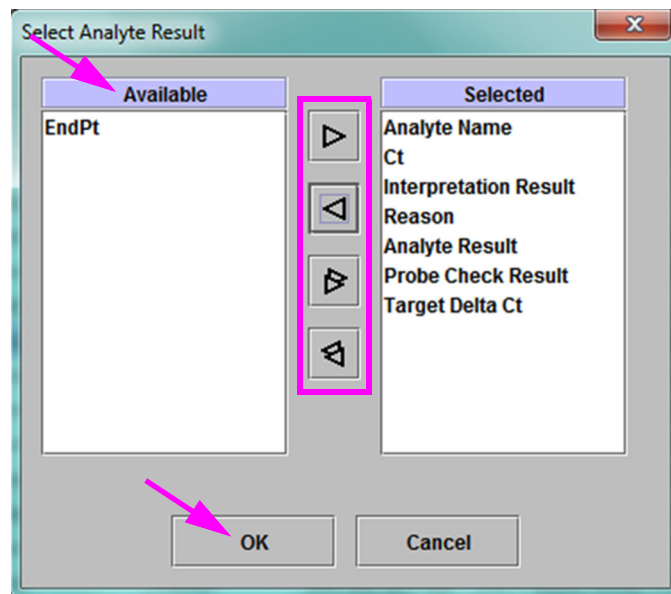 Select Analyte Result
X
Available
EndPt
Selected
Analyte Name
Ct
Interpretation Result
Reason
Analyte Result
Probe Check Result
Target Delta Ct
OK
Cancel